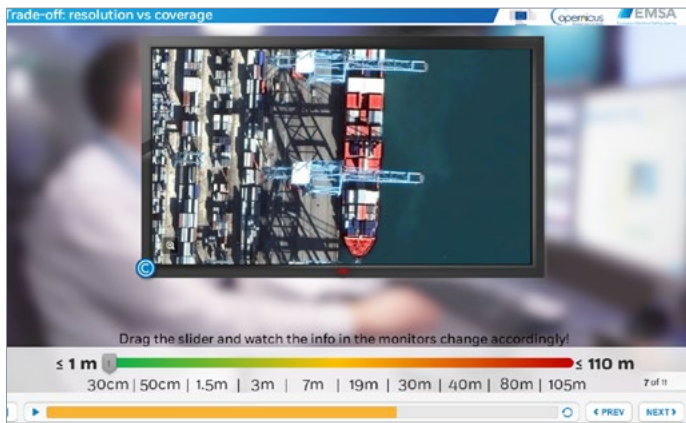 Trade-off: resolution vs coverage
opernicus
EMSA
©
Drag the slider and watch the info in the monitors change accordingly!
≤ 1 m
≤ 110 m
30cm | 50cm | 1.5m | 3m | 7m | 19m | 30m | 40m | 80m | 105m
7 of 11
< PREV
NEXT >